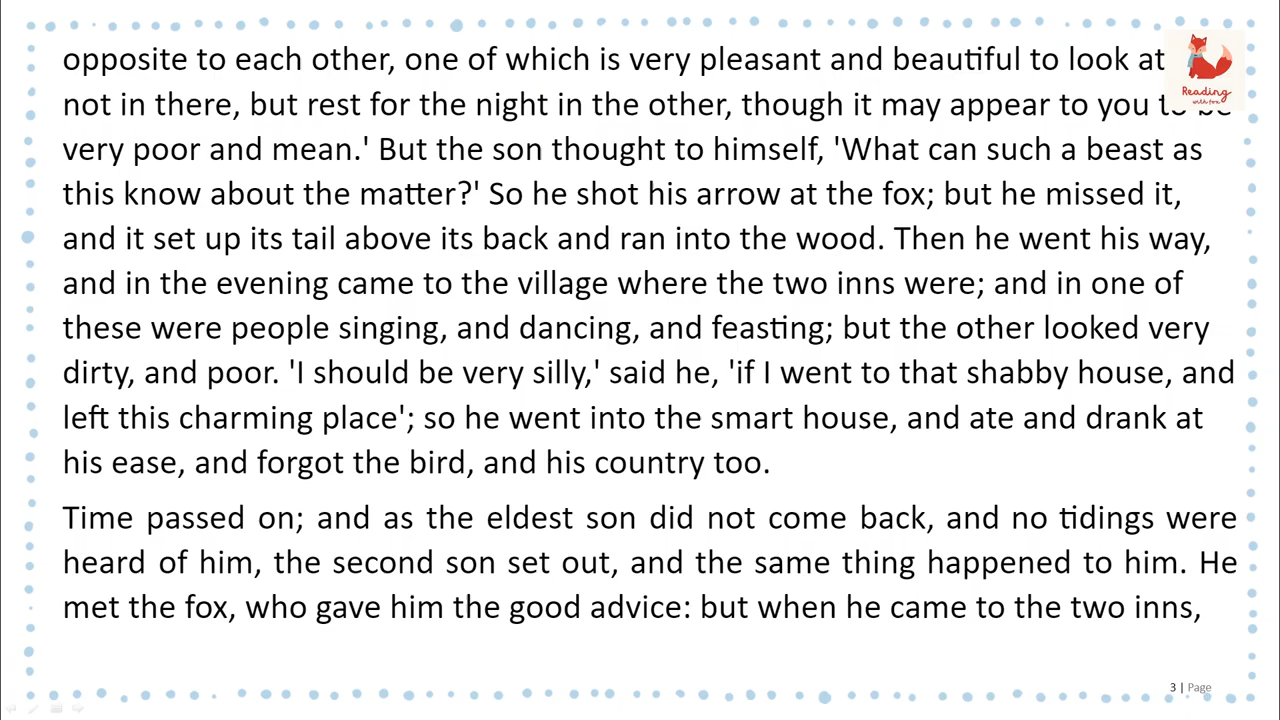 opposite to each other, one of which is very pleasant and beautiful to look at
not in there, but rest for the night in the other, though it may appear to you to be
very poor and mean.' But the son thought to himself, 'What can such a beast as
this know about the matter?' So he shot his arrow at the fox; but he missed it,
and it set up its tail above its back and ran into the wood. Then he went his way,
and in the evening came to the village where the two inns were; and in one of
these were people singing, and dancing, and feasting; but the other looked very
dirty, and poor. 'I should be very silly,' said he, 'if I went to that shabby house, and
left this charming place'; so he went into the smart house, and ate and drank at
his ease, and forgot the bird, and his country too.
Time passed on; and as the eldest son did not come back, and no tidings were
heard of him, the second son set out, and the same thing happened to him. He
met the fox, who gave him the good advice: but when he came to the two inns,
Reading
with fox
3 | Page